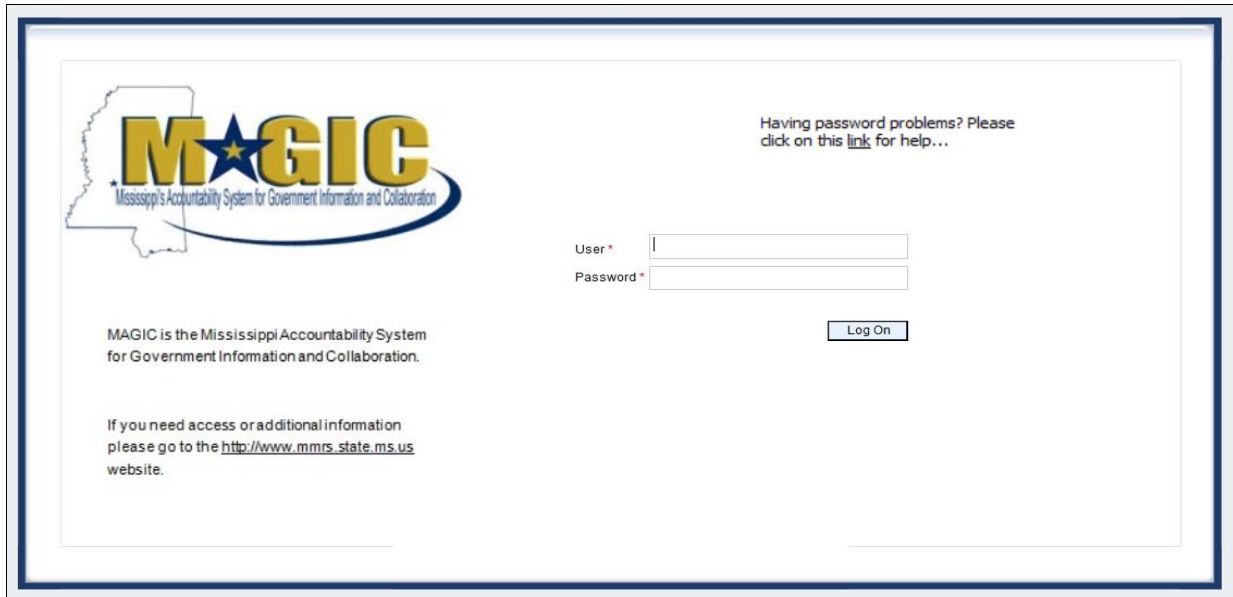 MAGIC
Mississippi's Accountability System for Government Information and Collaboration
Having password problems? Please
click on this link for help...
User *
Password *
Log On
MAGIC is the Mississippi Accountability System
for Government Information and Collaboration.
If you need access or additional information
please go to the http://www.mmrs.state.ms.us
website.